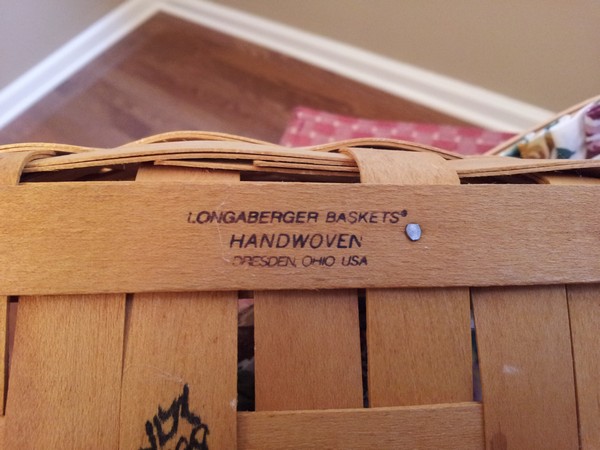 LONGABERGER BASKETS®
HANDWOVEN
DRESDEN, OHIO USA